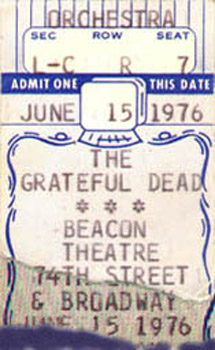 ORCHESTRA
SEC ROW SEAT
L-C R 7
ADMIT ONE THIS DATE
JUNE 15 1976
THE
GRATEFUL DEAD
* * *
BEACON
THEATRE
74TH STREET
& BROADWAY
JUNE 15 1976